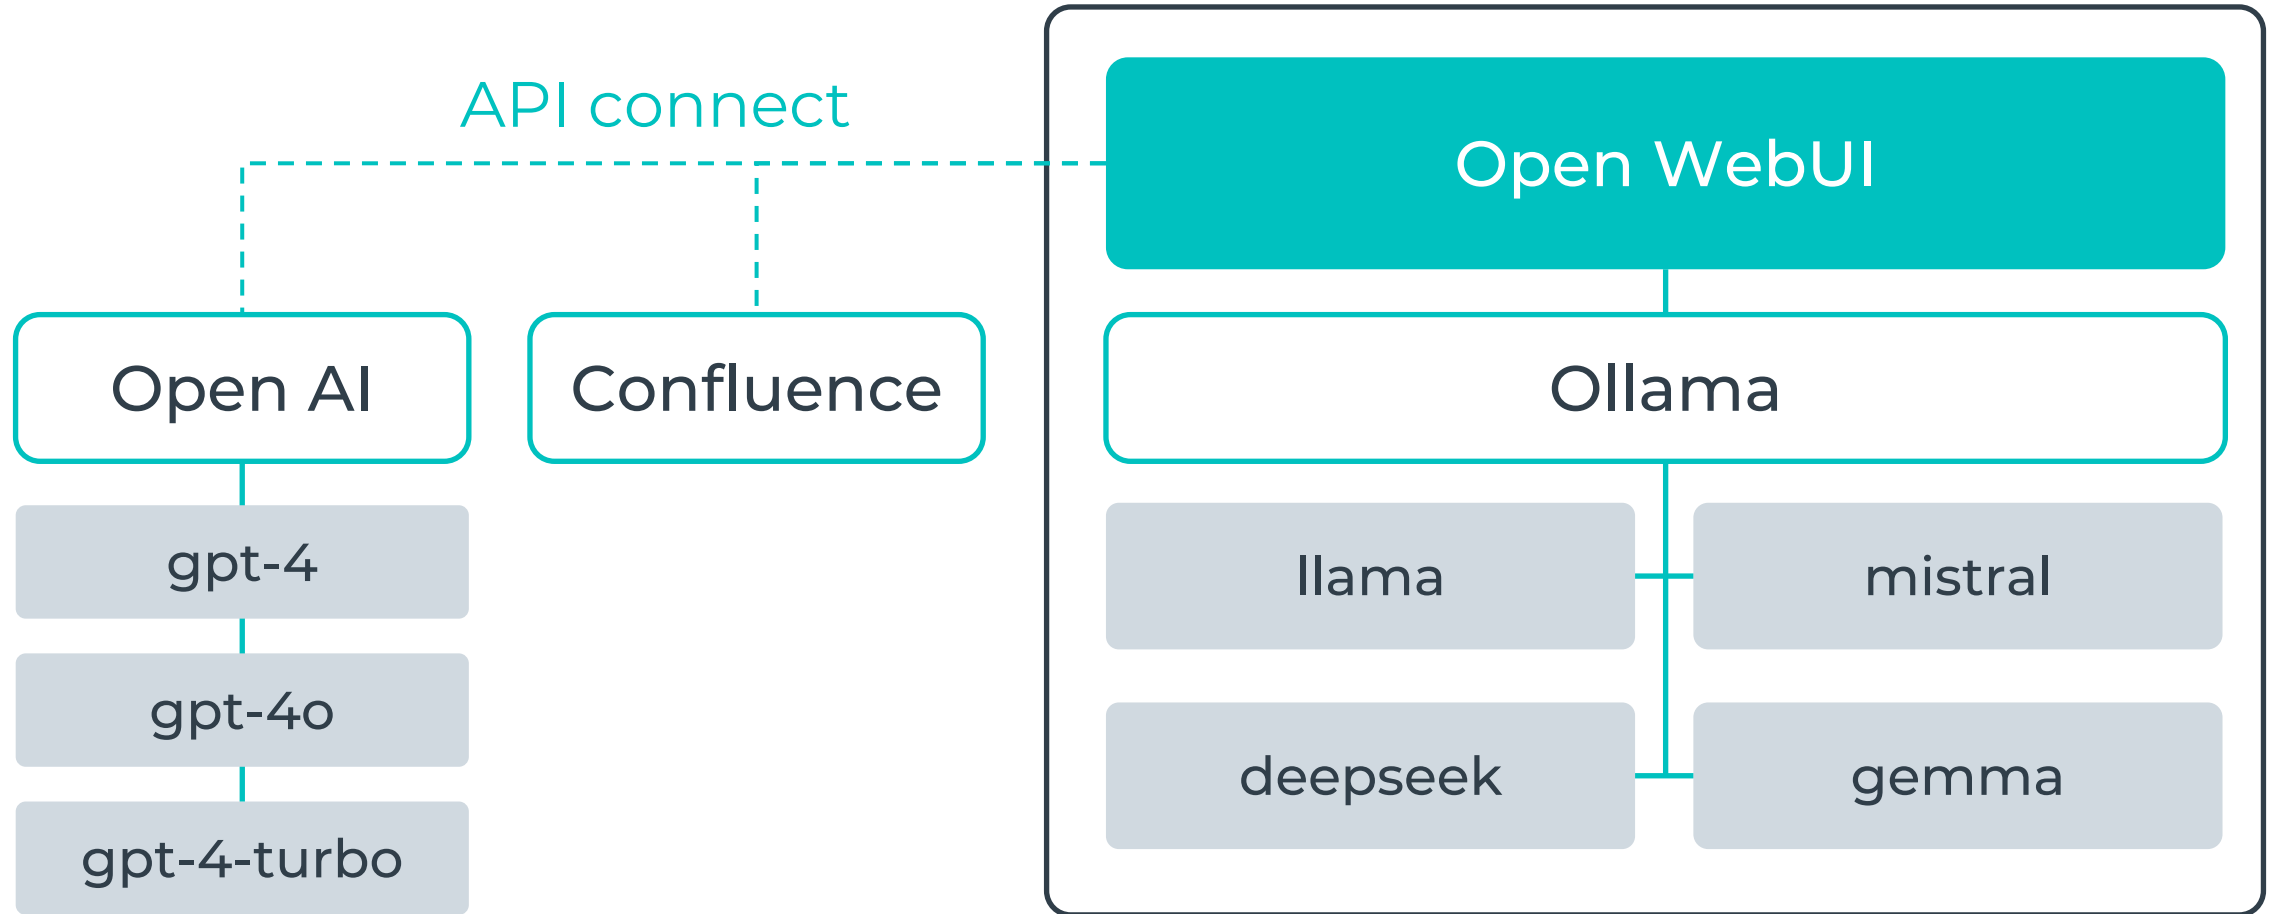 API connect
Open WebUI
Open AI
Confluence
Ollama
gpt-4
gpt-4o
gpt-4-turbo
llama
mistral
deepseek
gemma